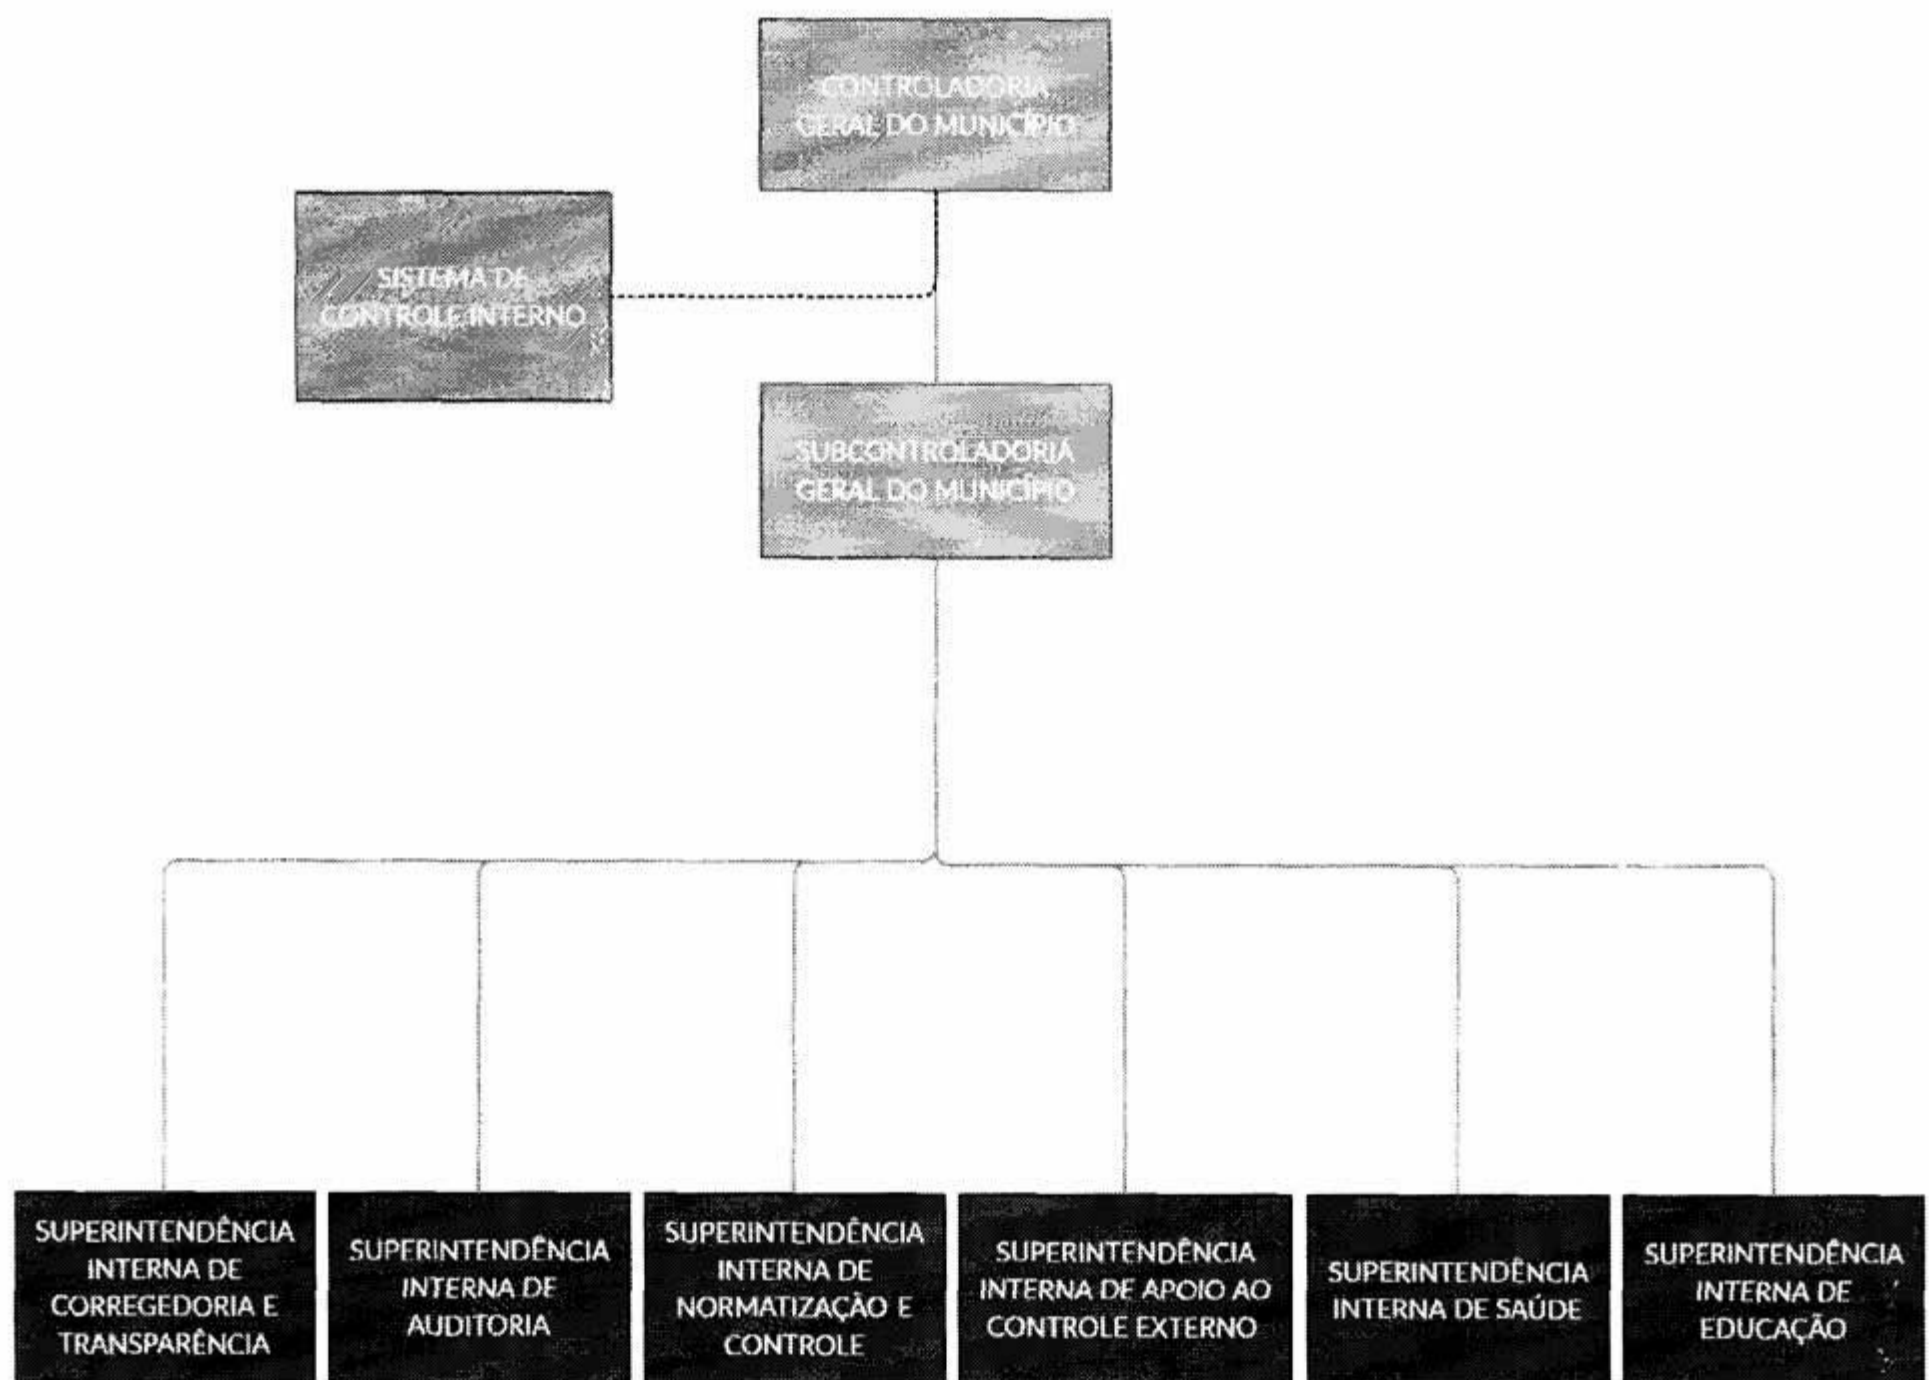 CONTROLADORIA
GERAL DO MUNICÍPIO
SISTEMA DE
CONTROLE INTERNO
SUBCONTROLADORIA
GERAL DO MUNICÍPIO
SUPERINTENDÊNCIA
INTERNA DE
CORREGEDORIA E
TRANSPARÊNCIA
SUPERINTENDÊNCIA
INTERNA DE
AUDITORIA
SUPERINTENDÊNCIA
INTERNA DE
NORMATIZAÇÃO E
CONTROLE
SUPERINTENDÊNCIA
INTERNA DE APOIO AO
CONTROLE EXTERNO
SUPERINTENDÊNCIA
INTERNA DE SAÚDE
SUPERINTENDÊNCIA
INTERNA DE
EDUCAÇÃO